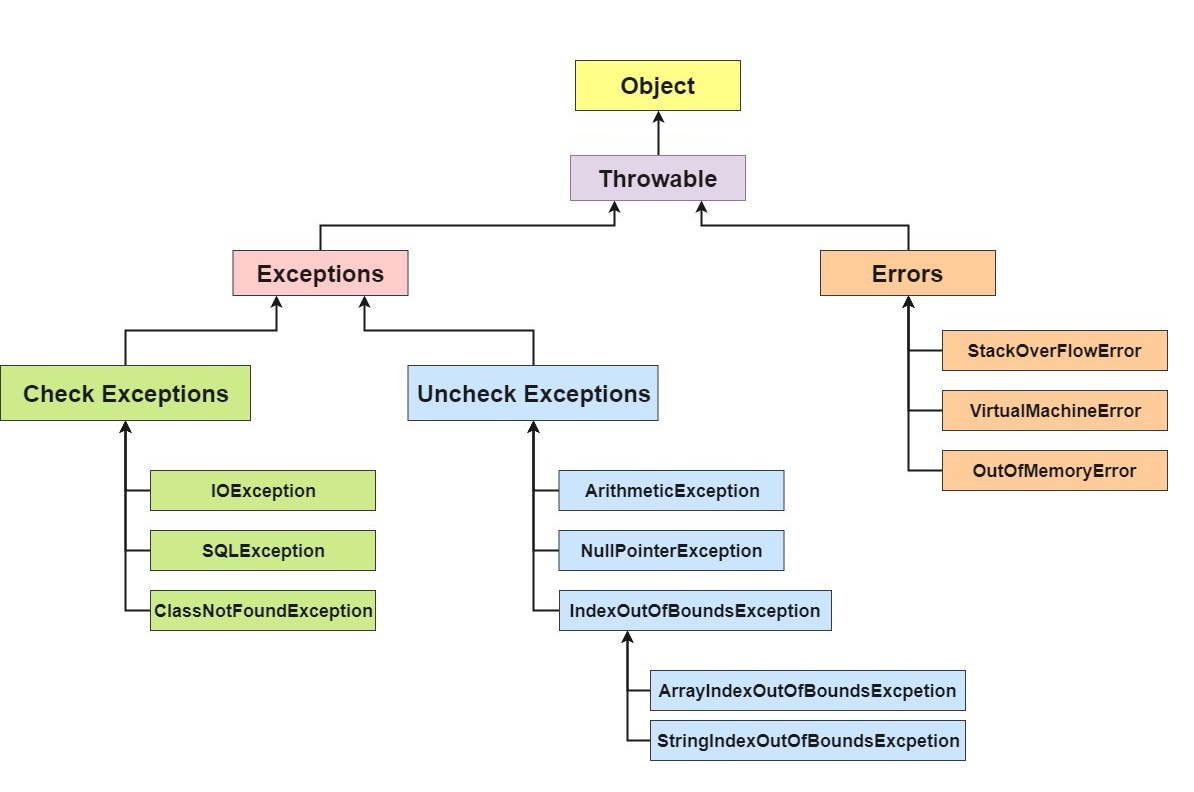 Object
Throwable
Exceptions
Errors
StackOverFlowError
VirtualMachineError
OutOfMemoryError
Check Exceptions
Uncheck Exceptions
IOException
SQLException
ClassNotFoundException
ArithmeticException
NullPointerException
IndexOutOfBoundsException
ArrayIndexOutOfBoundsExcpetion
StringIndexOutOfBoundsExcpetion